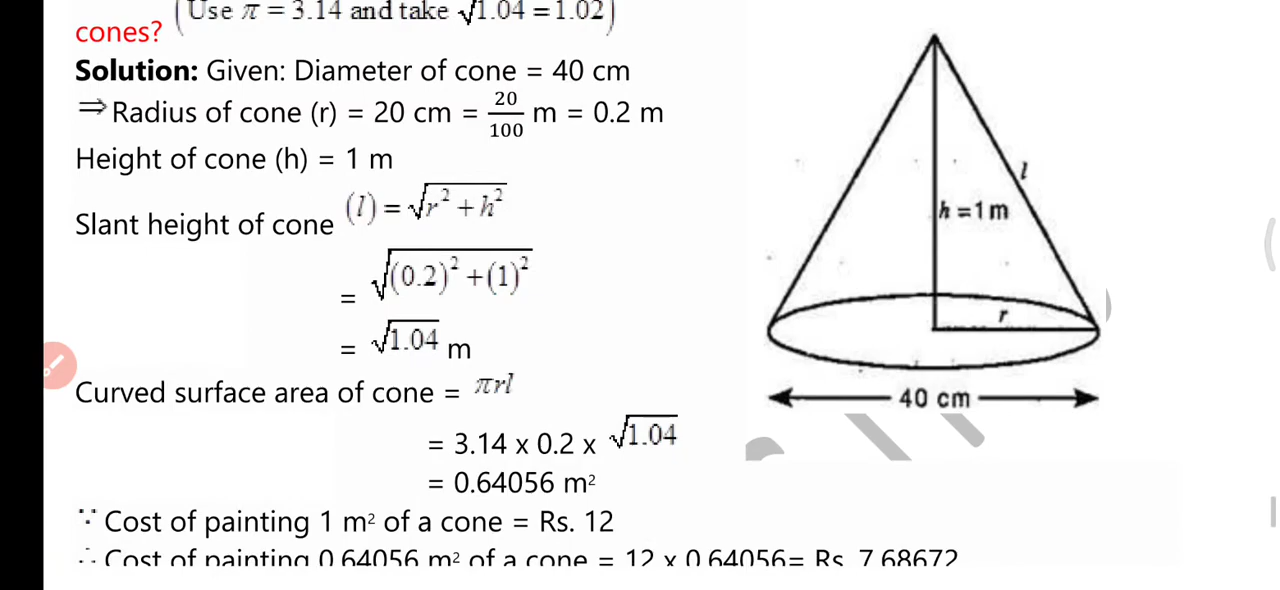 (Use π = 3.14 and take √1.04 = 1.02)
cones?
Solution: Given: Diameter of cone = 40 cm
⇒ Radius of cone (r) = 20 cm = 20/100 m = 0.2 m
Height of cone (h) = 1 m
Slant height of cone (l) = √r² + h²
= √(0.2)² + (1)²
= √1.04 m
Curved surface area of cone = πrl
= 3.14 x 0.2 x √1.04
= 0.64056 m²
∵ Cost of painting 1 m² of a cone = Rs. 12
∴ Cost of painting 0.64056 m² of a cone = 12 x 0.64056= Rs. 7.68672
l
h = 1 m
r
40 cm